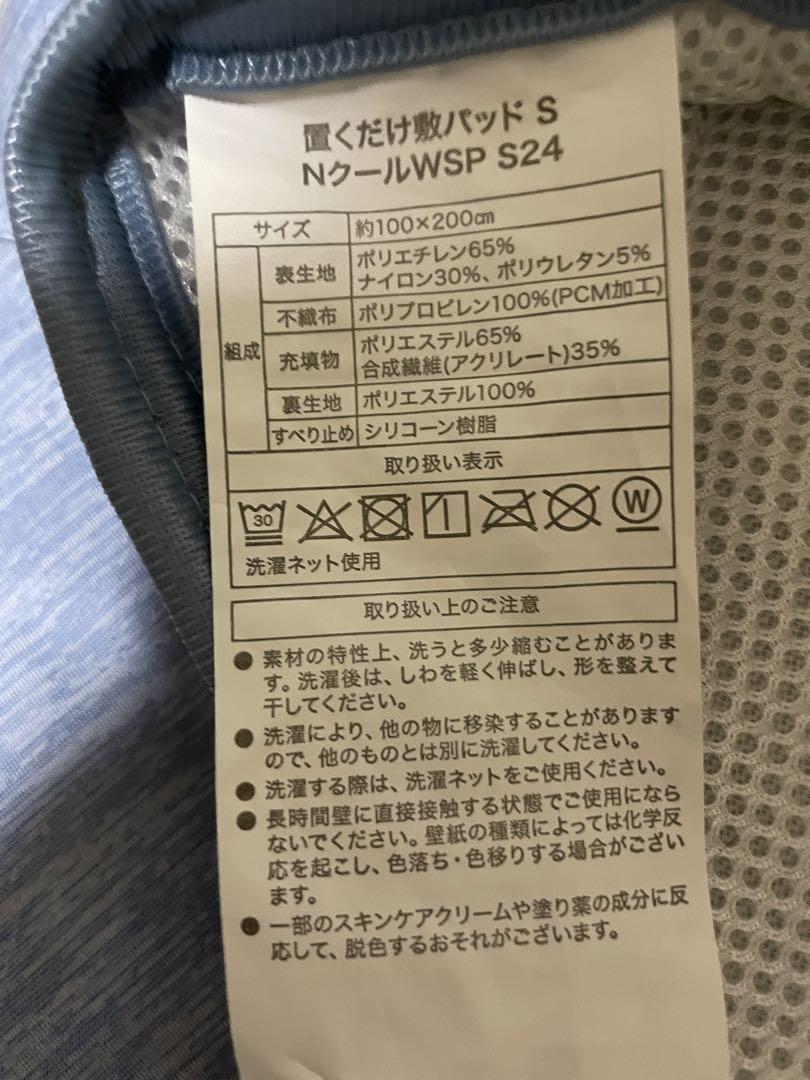 置くだけ敷パッド S
NクールWSP S24
サイズ 約100×200㎝
組成
表生地 ポリエチレン65%
ナイロン30%、ポリウレタン5%
不織布 ポリプロピレン100%(PCM加工)
充填物 ポリエステル65%
合成繊維(アクリレート)35%
裏生地 ポリエステル100%
すべり止め シリコーン樹脂
取り扱い表示
30
W
洗濯ネット使用
取り扱い上のご注意
● 素材の特性上、洗うと多少縮むことがありま
す。洗濯後は、しわを軽く伸ばし、形を整えて
干してください。
● 洗濯により、他の物に移染することがあります
ので、他のものとは別に洗濯してください。
● 洗濯する際は、洗濯ネットをご使用ください。
● 長時間壁に直接接触する状態でご使用になら
ないでください。壁紙の種類によっては化学反
応を起こし、色落ち・色移りする場合がござい
ます。
● 一部のスキンケアクリームや塗り薬の成分に反
応して、脱色するおそれがございます。